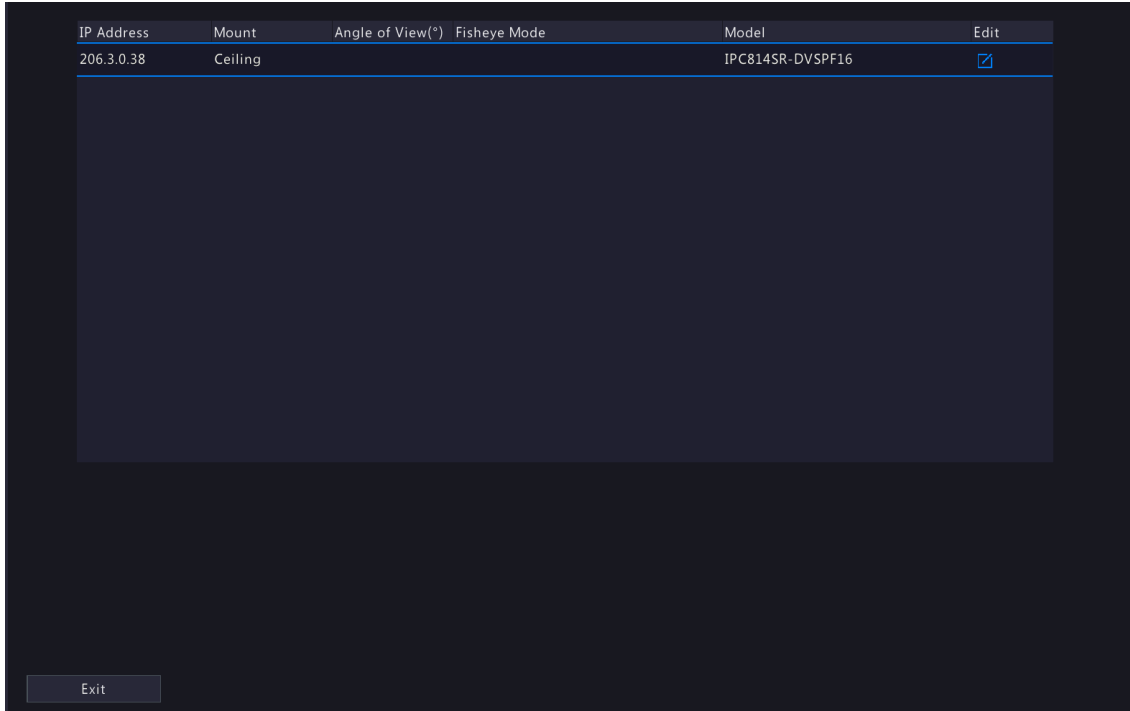 IP Address Mount Angle of View(°) Fisheye Mode Model Edit
206.3.0.38 Ceiling IPC814SR-DVSPF16
Exit